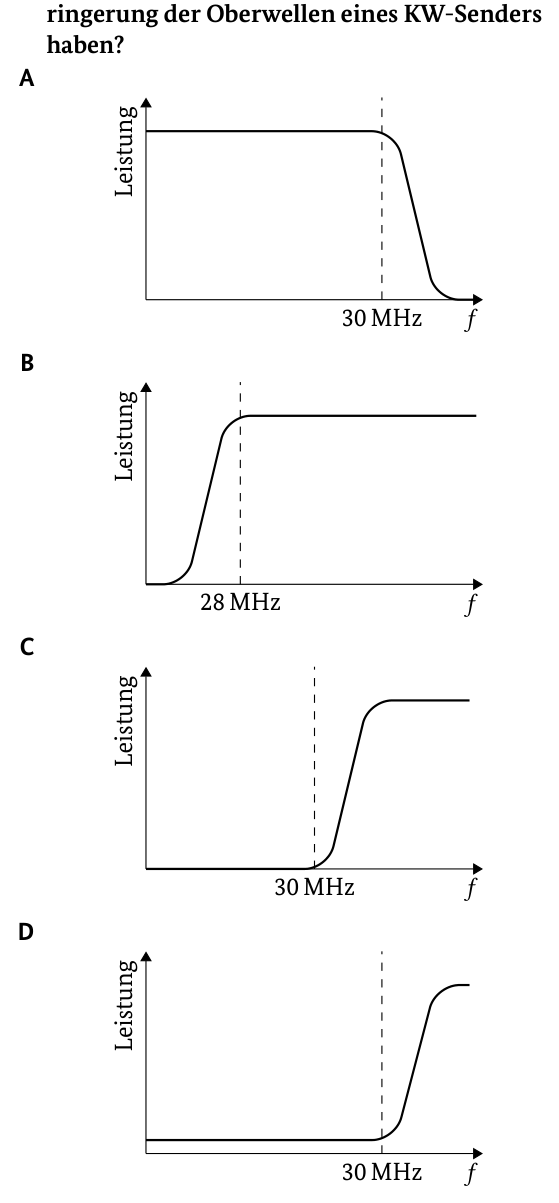 ringerung der Oberwellen eines KW-Senders
haben?
A
Leistung
30 MHz
f
B
Leistung
28 MHz
f
C
Leistung
30 MHz
f
D
Leistung
30 MHz
f